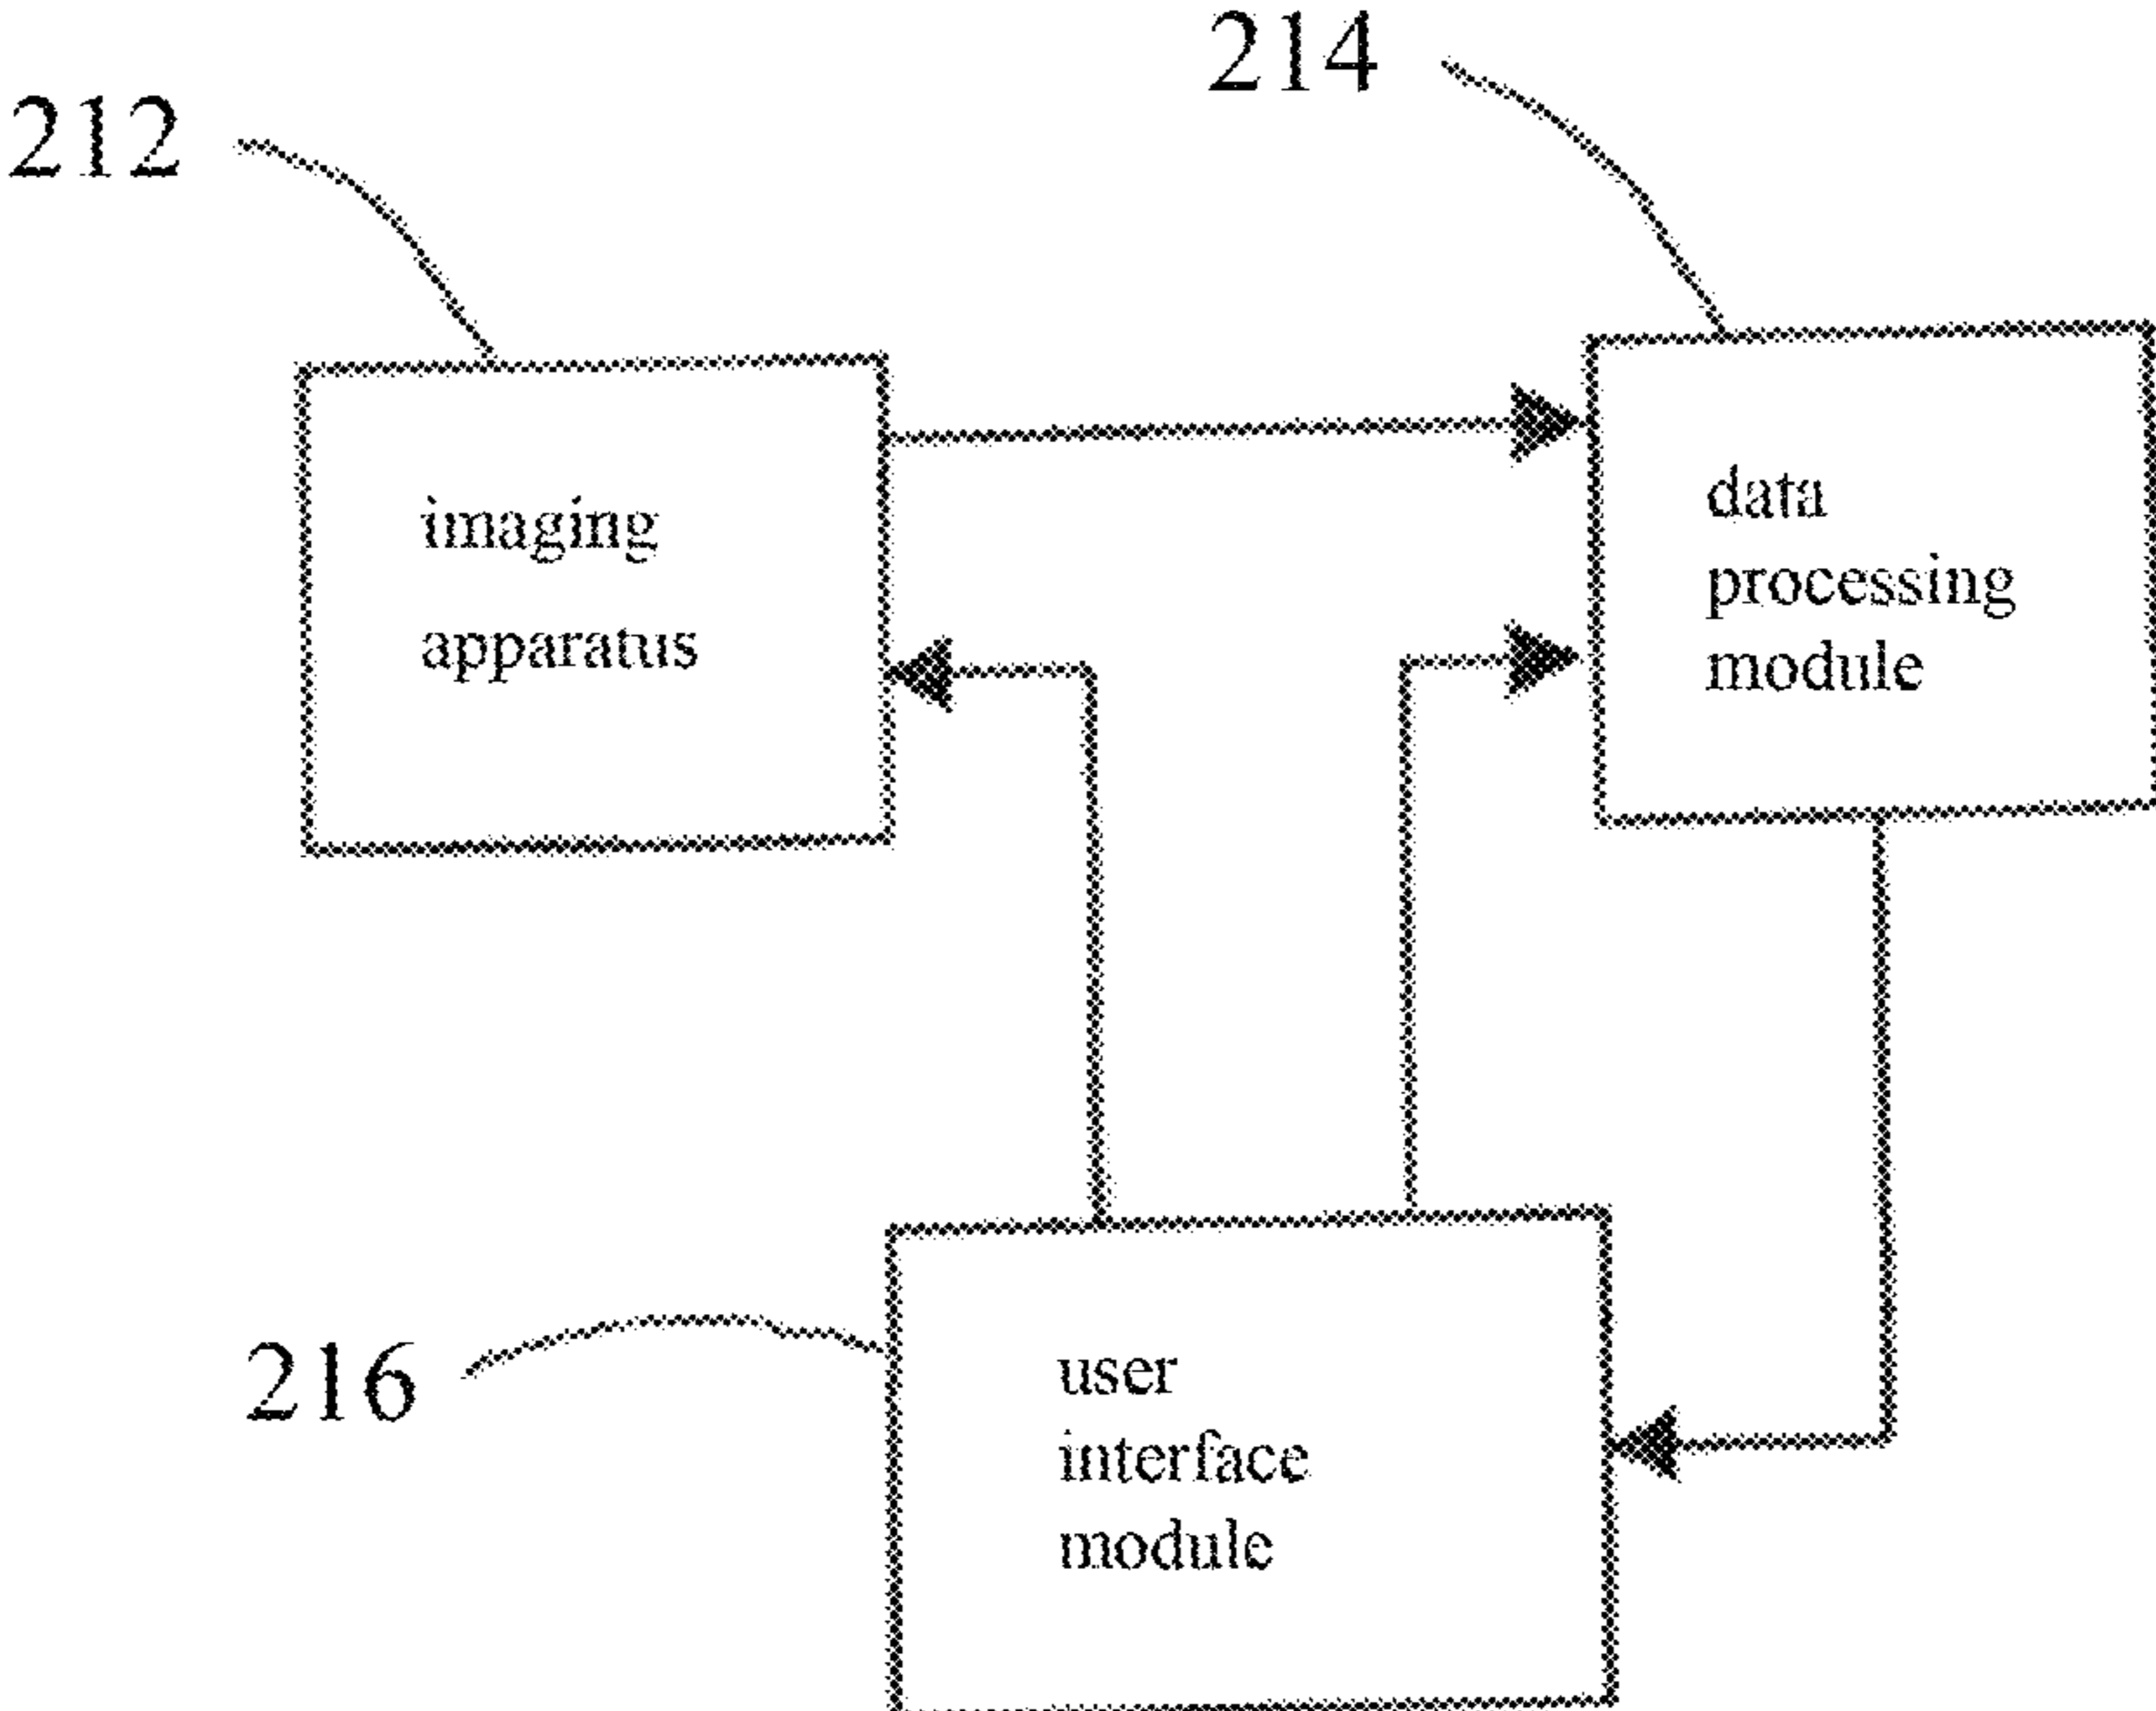 214
212
imaging
apparatus
data
processing
module
216
user
interface
module